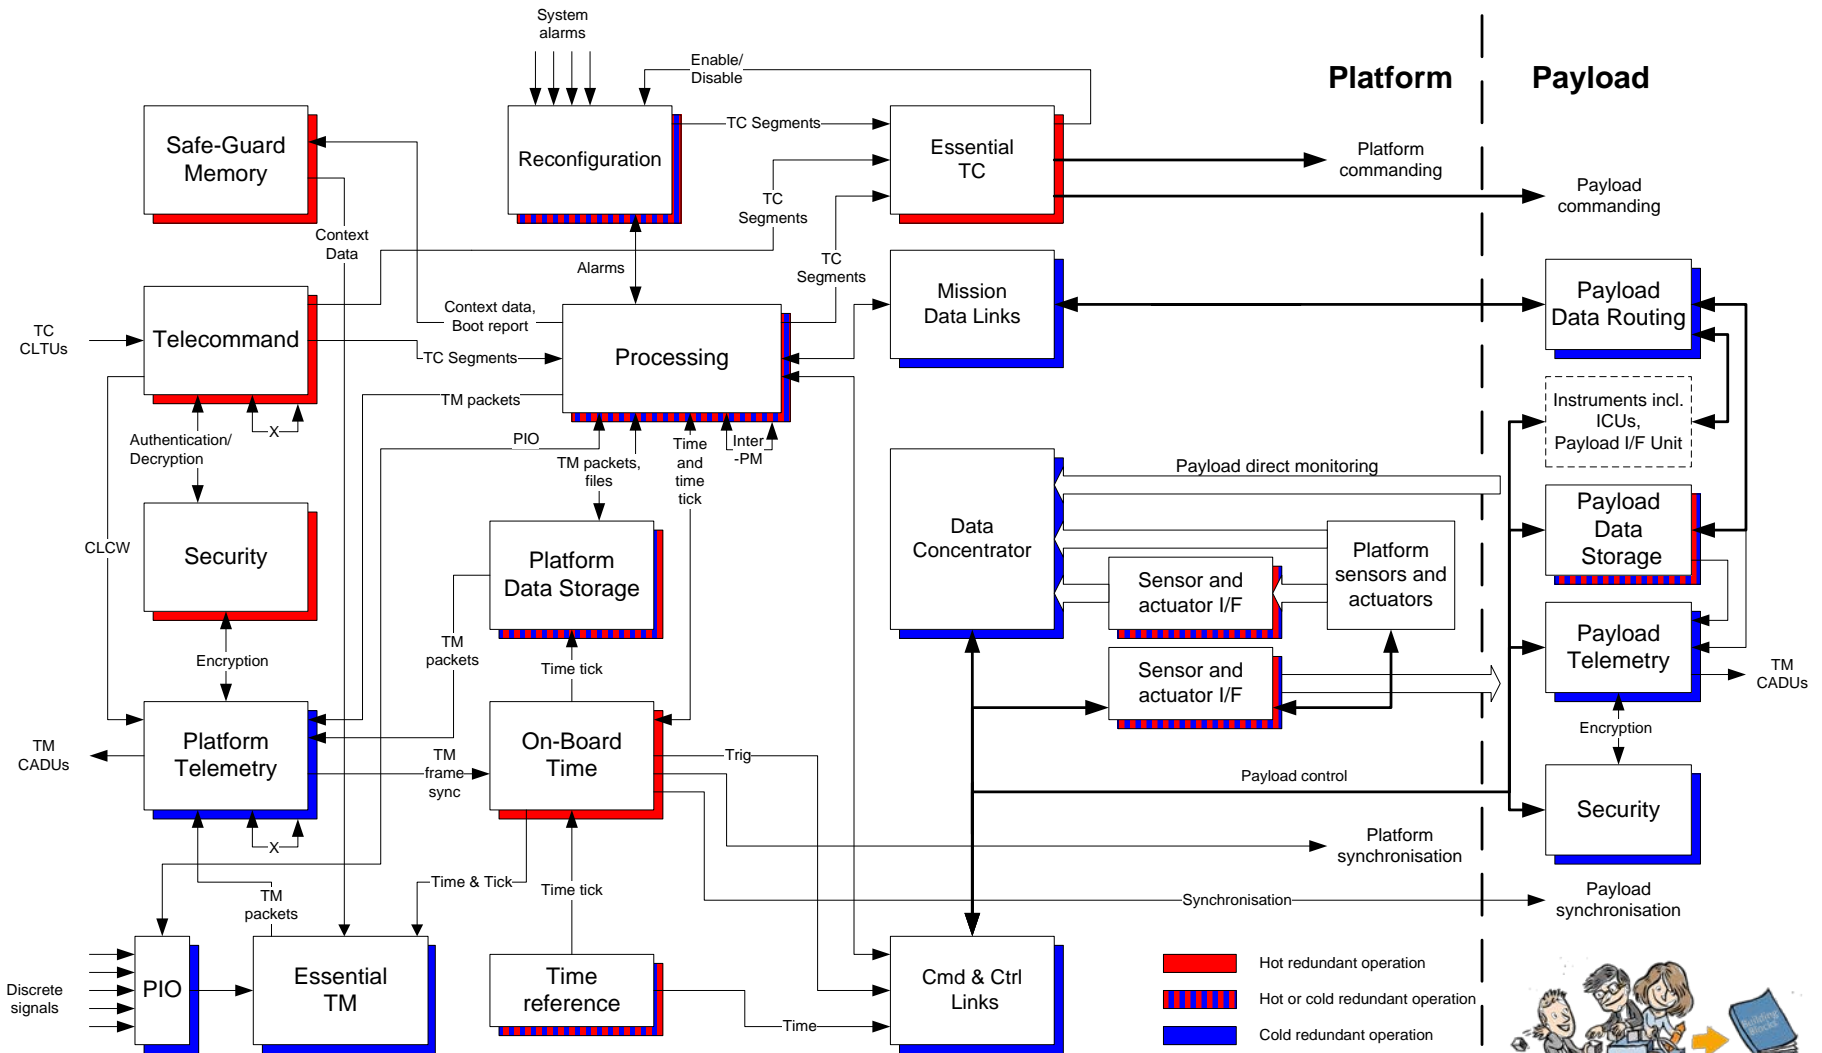 System
alarms
Enable/
Disable
Platform
Payload
Safe-Guard
Memory
Reconfiguration
TC Segments
Essential
TC
Platform
commanding
Payload
commanding
TC
Segments
Context
Data
Alarms
TC
Segments
Mission
Data Links
Payload
Data Routing
TC
CLTUs
Telecommand
Context data,
Boot report
TC Segments
Processing
TM packets
X
Authentication/
Decryption
PIO
TM packets,
files
Time
and
time
tick
Inter
-PM
Instruments incl.
ICUs,
Payload I/F Unit
Payload direct monitoring
CLCW
Security
Platform
Data Storage
Data
Concentrator
Sensor and
actuator I/F
Platform
sensors and
actuators
Payload
Data
Storage
Encryption
TM
packets
Time tick
Sensor and
actuator I/F
Payload
Telemetry
TM
CADUs
TM
CADUs
Platform
Telemetry
TM
frame
sync
On-Board
Time
Trig
Encryption
Payload control
Security
X
Platform
synchronisation
Time & Tick
Time tick
TM
packets
Synchronisation
Payload
synchronisation
Discrete
signals
PIO
Essential
TM
Time
reference
Time
Cmd & Ctrl
Links
Hot redundant operation
Hot or cold redundant operation
Cold redundant operation
Building
Blocks